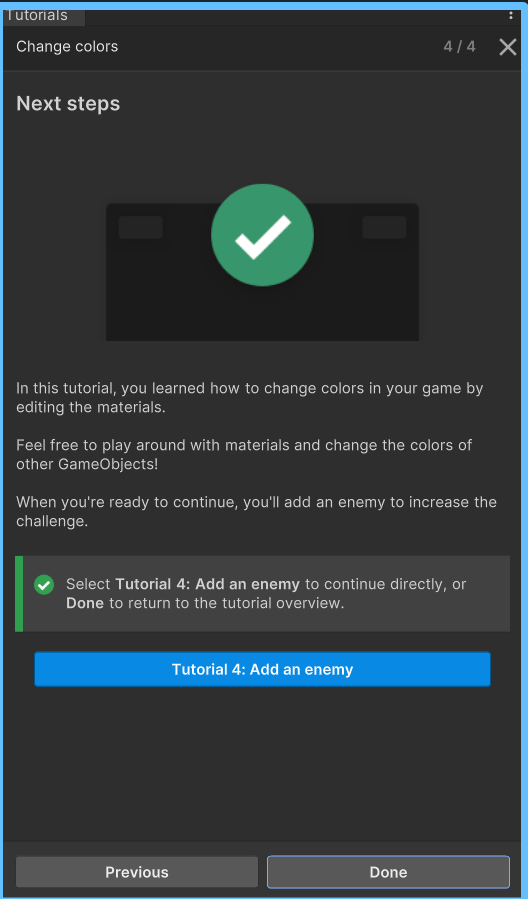 Tutorials
Change colors
4 / 4
Next steps
In this tutorial, you learned how to change colors in your game by
editing the materials.
Feel free to play around with materials and change the colors of
other GameObjects!
When you're ready to continue, you'll add an enemy to increase the
challenge.
Select Tutorial 4: Add an enemy to continue directly, or
Done to return to the tutorial overview.
Tutorial 4: Add an enemy
Previous
Done